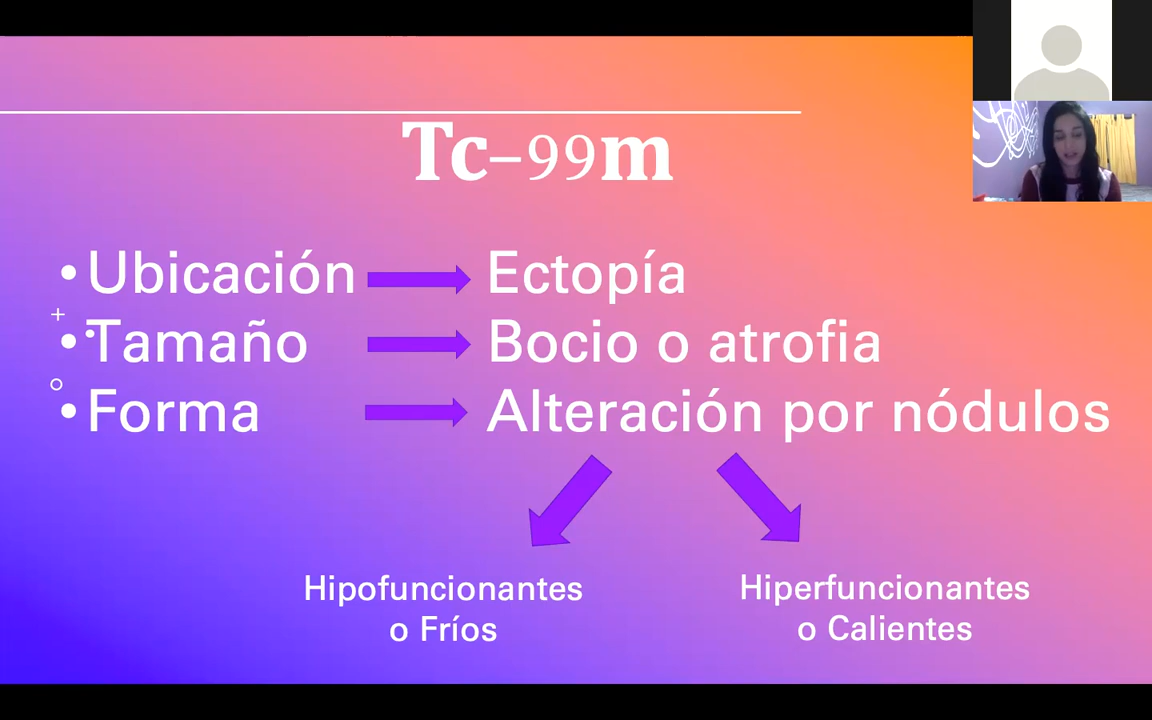 Tc–99m
• Ubicación Ectopía
• Tamaño Bocio o atrofia
• Forma Alteración por nódulos
Hipofuncionantes
o Fríos
Hiperfuncionantes
o Calientes